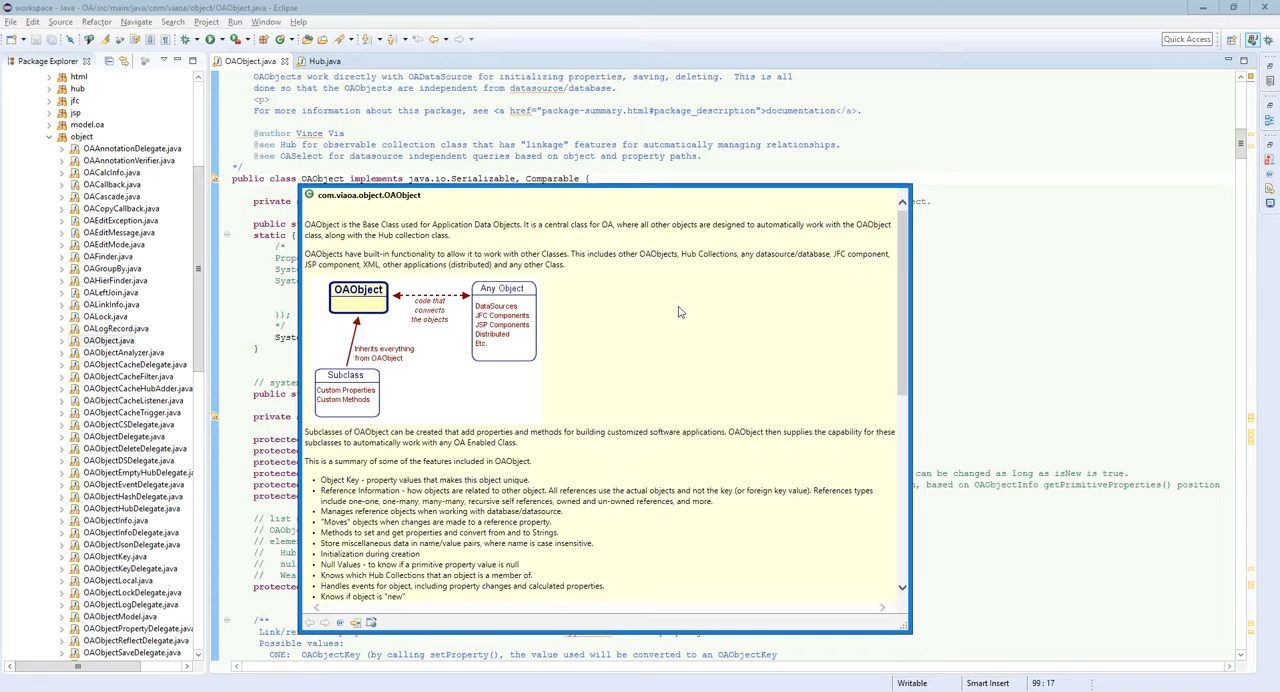 workspace - Java - OA/src/main/java/com/viaoa/object/OAObject.java - Eclipse
File Edit Source Refactor Navigate Search Project Run Window Help
Quick Access
Package Explorer
OAObject.java
Hub.java
html
hub
jfc
jsp
model.oa
object
OAAnnotationDelegate.java
OAAnnotationVerifier.java
OACalcInfo.java
OACallback.java
OACascade.java
OACopyCallback.java
OAEditException.java
OAEditMessage.java
OAEditMode.java
OAFinder.java
OAGroupBy.java
OAHierFinder.java
OALeftJoin.java
OALinkInfo.java
OALock.java
OALogRecord.java
OAObject.java
OAObjectAnalyzer.java
OAObjectCacheDelegate.java
OAObjectCacheFilter.java
OAObjectCacheHubAdder.java
OAObjectCacheListener.java
OAObjectCacheTrigger.java
OAObjectCSDelegate.java
OAObjectDelegate.java
OAObjectDeleteDelegate.java
OAObjectDSDelegate.java
OAObjectEmptyHubDelegate.java
OAObjectEventDelegate.java
OAObjectHashDelegate.java
OAObjectHubDelegate.java
OAObjectInfo.java
OAObjectInfoDelegate.java
OAObjectJsonDelegate.java
OAObjectKey.java
OAObjectKeyDelegate.java
OAObjectLocal.java
OAObjectLockDelegate.java
OAObjectLogDelegate.java
OAObjectModel.java
OAObjectPropertyDelegate.java
OAObjectReflectDelegate.java
OAObjectSaveDelegate.java
OAObjects work directly with OADataSource for initializing properties, saving, deleting. This is all
done so that the OAObjects are independent from datasource/database.
<p>
For more information about this package, see <a href="package-summary.html#package_description">documentation</a>.
@author Vince Via
@see Hub for observable collection class that has "linkage" features for automatically managing relationships.
@see OASelect for datasource independent queries based on object and property paths.
*/
public class OAObject implements java.io.Serializable, Comparable {
private
public s
static {
/*
Prope
Syste
Syste
));
*/
Syste
}
// syste
public s
private
protecte
protecte
protecte
can be changed as long as isNew is true.
protecte
n, based on OAObjectInfo getPrimitiveProperties() position
protecte
// list
// OAOb
// eleme
// Hub
// nul
// Wea
protecte
/**
Link/re
Possible values:
ONE: OAObjectKey (by calling setProperty(), the value used will be converted to an OAObjectKey
com.viaoa.object.OAObject
OAObject is the Base Class used for Application Data Objects. It is a central class for OA, where all other objects are designed to automatically work with the OAObject
class, along with the Hub collection class.
OAObjects have built-in functionality to allow it to work with other Classes. This includes other OAObjects, Hub Collections, any datasource/database, JFC component,
JSP component, XML, other applications (distributed) and any other Class.
OAObject
code that
connects
the objects
Any Object
DataSources
JFC Components
JSP Components
Distributed
Etc.
Inherits everything
from OAObject
Subclass
Custom Properties
Custom Methods
Subclasses of OAObject can be created that add properties and methods for building customized software applications. OAObject then supplies the capability for these
subclasses to automatically work with any OA Enabled Class.
This is a summary of some of the features included in OAObject.
• Object Key - property values that makes this object unique.
• Reference Information - how objects are related to other object. All references use the actual objects and not the key (or foreign key value). References types
include one-one, one-many, many-many, recursive self references, owned and un-owned references, and more.
• Manages reference objects when working with database/datasource.
• "Moves" objects when changes are made to a reference property.
• Methods to set and get properties and convert from and to Strings.
• Store miscellaneous data in name/value pairs, where name is case insensitive.
• Initialization during creation
• Null Values - to know if a primitive property value is null
• Knows which Hub Collections that an object is a member of.
• Handles events for object, including property changes and calculated properties.
• Knows if object is "new"
Writable
Smart Insert
99 : 17